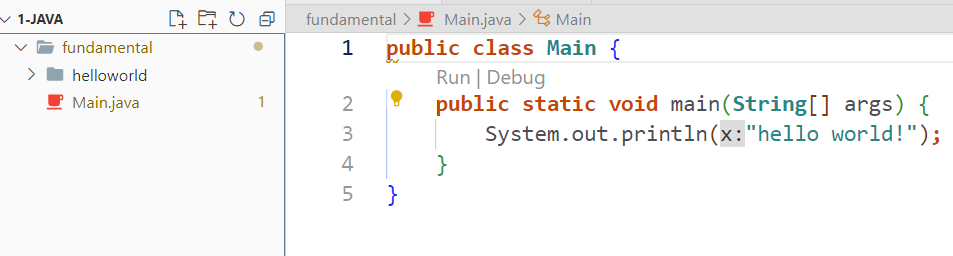 1-JAVA
fundamental
helloworld
Main.java 1
fundamental > Main.java > Main
1 public class Main {
Run | Debug
2 public static void main(String[] args) {
3 System.out.println(x:"hello world!");
4 }
5 }